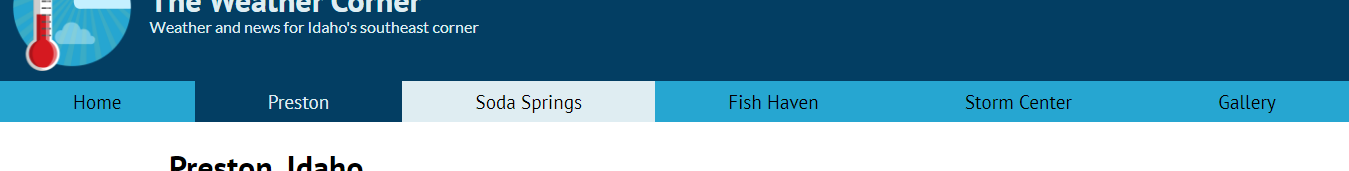 The Weather Corner
Weather and news for Idaho's southeast corner
Home Preston Soda Springs Fish Haven Storm Center Gallery
Preston, Idaho